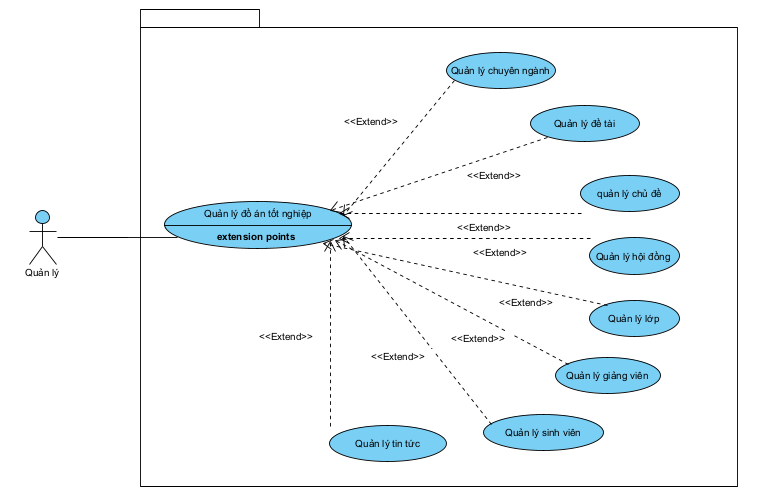 Quản lý chuyên ngành
<<Extend>>
Quản lý đề tài
<<Extend>>
quản lý chủ đề
Quản lý đồ án tốt nghiệp
<<Extend>>
extension points
Quản lý hội đồng
<<Extend>>
Quản lý
<<Extend>>
Quản lý lớp
<<Extend>>
<<Extend>>
<<Extend>>
Quản lý giảng viên
Quản lý sinh viên
Quản lý tin tức